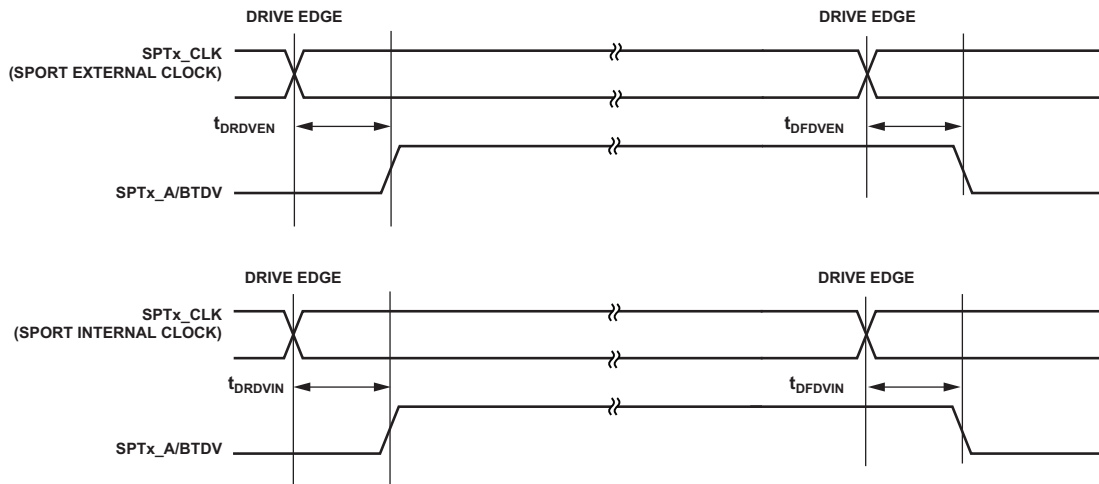 DRIVE EDGE DRIVE EDGE
SPTx_CLK
(SPORT EXTERNAL CLOCK)
tDRDVEN tDFDVEN
SPTx_A/BTDV
DRIVE EDGE DRIVE EDGE
SPTx_CLK
(SPORT INTERNAL CLOCK)
tDRDVIN tDFDVIN
SPTx_A/BTDV